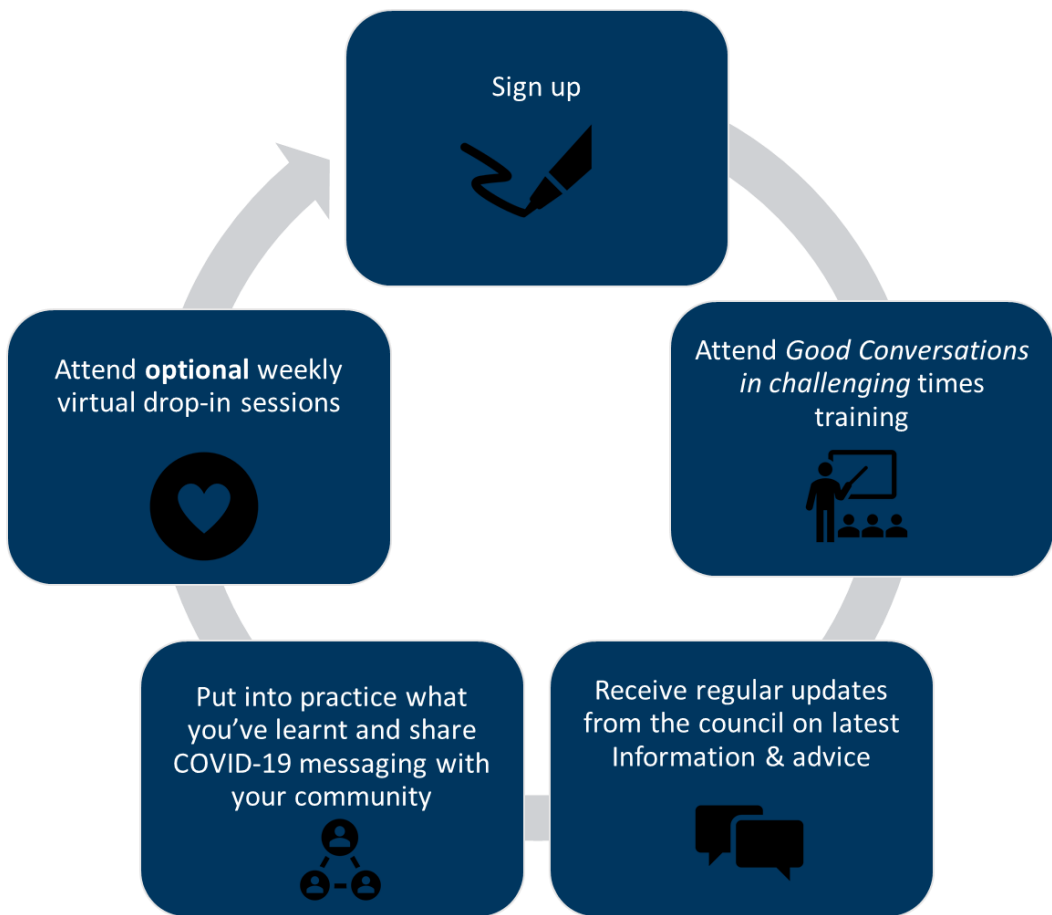 Sign up
Attend Good Conversations
in challenging times
training
Receive regular updates
from the council on latest
Information & advice
Put into practice what
you’ve learnt and share
COVID-19 messaging with
your community
Attend optional weekly
virtual drop-in sessions